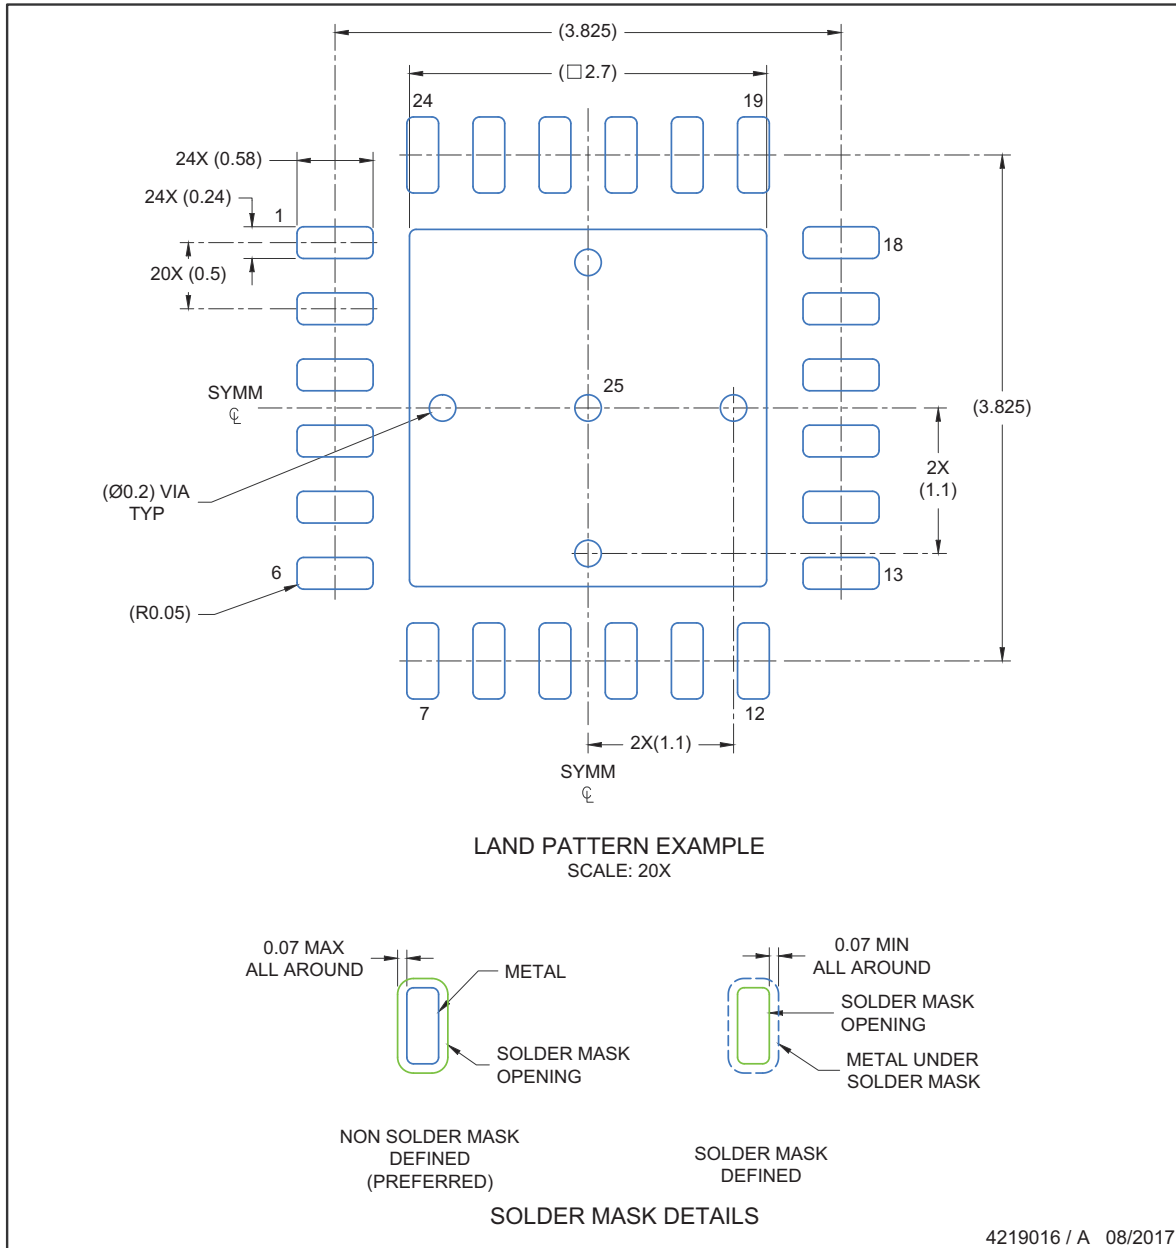 (3.825)
(□2.7)
24
19
24X (0.58)
24X (0.24)
1
18
20X (0.5)
SYMM
℄
25
(3.825)
2X
(1.1)
(Ø0.2) VIA
TYP
6
13
(R0.05)
7
12
2X(1.1)
SYMM
℄
LAND PATTERN EXAMPLE
SCALE: 20X
0.07 MAX
ALL AROUND
METAL
SOLDER MASK
OPENING
0.07 MIN
ALL AROUND
SOLDER MASK
OPENING
METAL UNDER
SOLDER MASK
NON SOLDER MASK
DEFINED
(PREFERRED)
SOLDER MASK
DEFINED
SOLDER MASK DETAILS
4219016 / A 08/2017